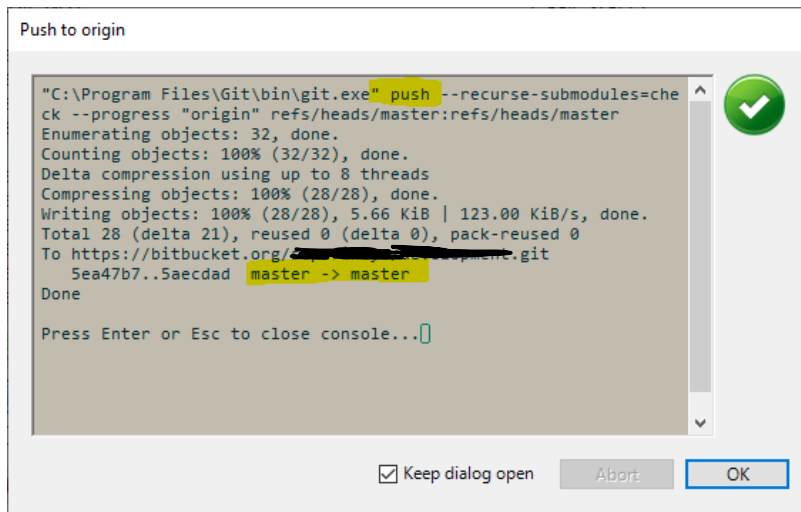 Push to origin
"C:\Program Files\Git\bin\git.exe" push --recurse-submodules=che
ck --progress "origin" refs/heads/master:refs/heads/master
Enumerating objects: 32, done.
Counting objects: 100% (32/32), done.
Delta compression using up to 8 threads
Compressing objects: 100% (28/28), done.
Writing objects: 100% (28/28), 5.66 KiB | 123.00 KiB/s, done.
Total 28 (delta 21), reused 0 (delta 0), pack-reused 0
To https://bitbucket.org/ .git
5ea47b7..5aecdad  master -> master
Done
Press Enter or Esc to close console...
Keep dialog open
Abort
OK